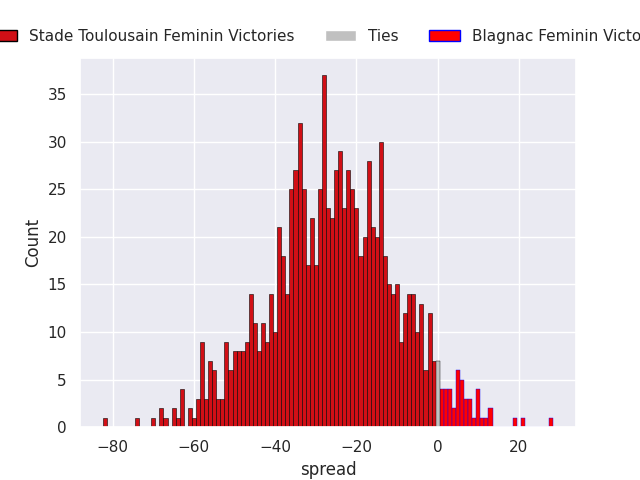 Stade Toulousain Feminin Victories Ties Blagnac Feminin Victo
35
30
25
20
15
10
5
0
Count
−80 −60 −40 −20 0 20
spread